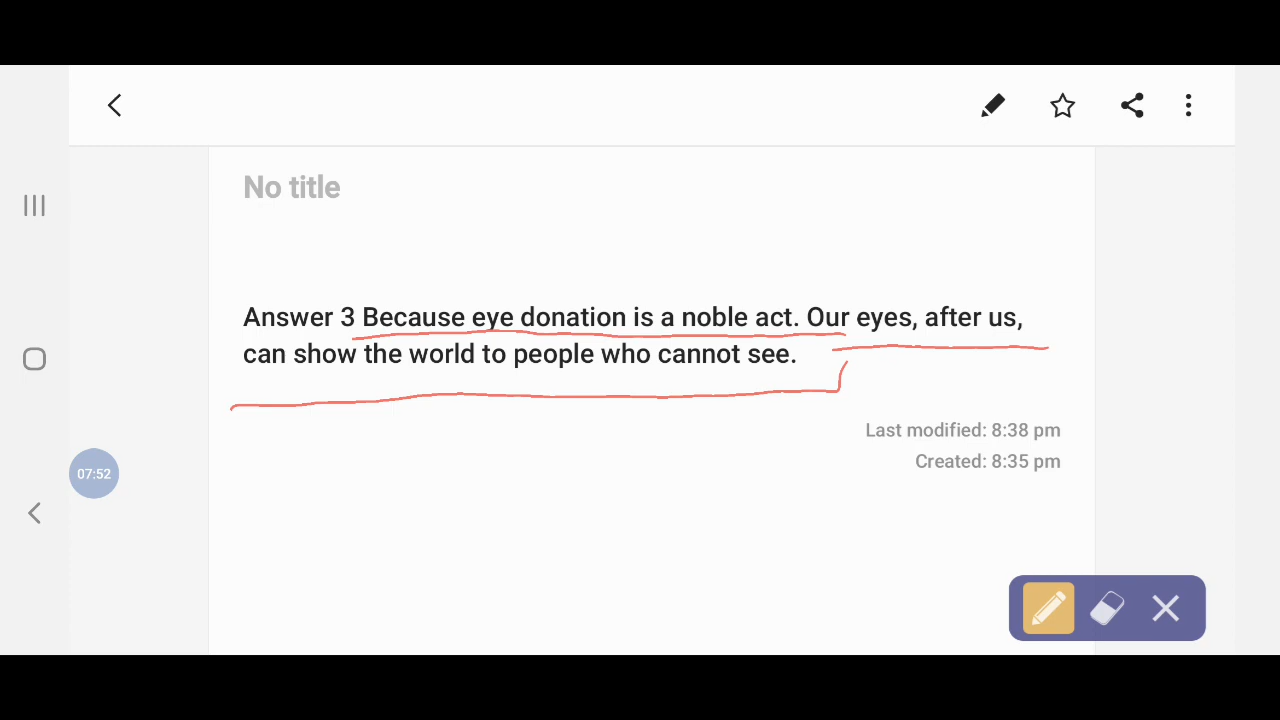 No title
Answer 3 Because eye donation is a noble act. Our eyes, after us,
can show the world to people who cannot see.
Last modified: 8:38 pm
Created: 8:35 pm
07:52